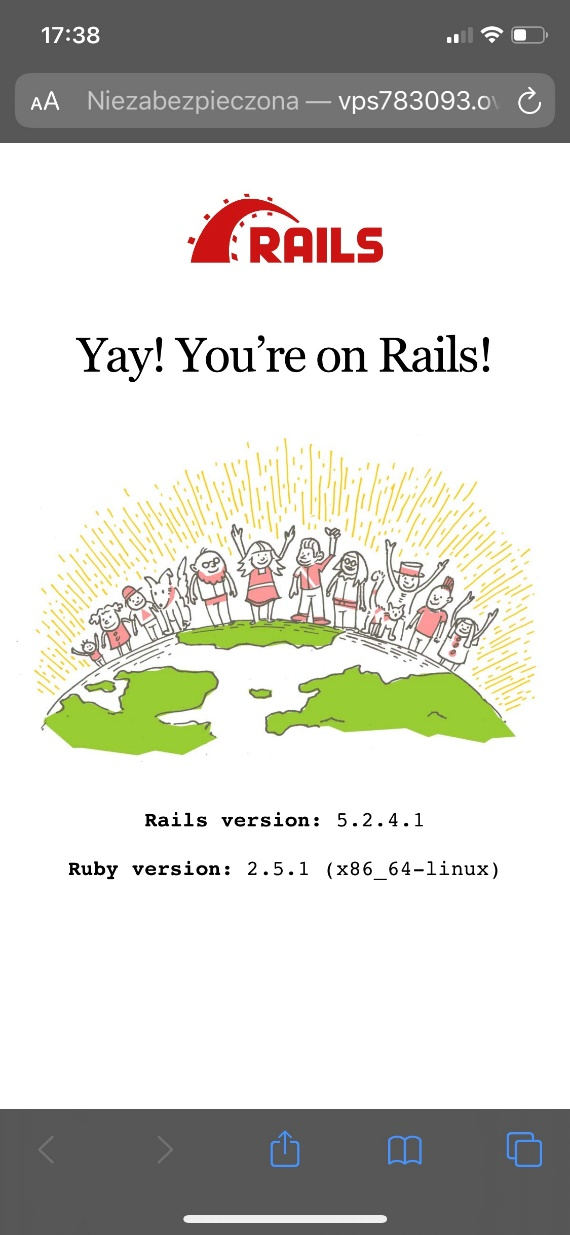 17:38
AA Niezabezpieczona — vps783093.ov
RAILS
Yay! You’re on Rails!
Rails version: 5.2.4.1
Ruby version: 2.5.1 (x86_64-linux)